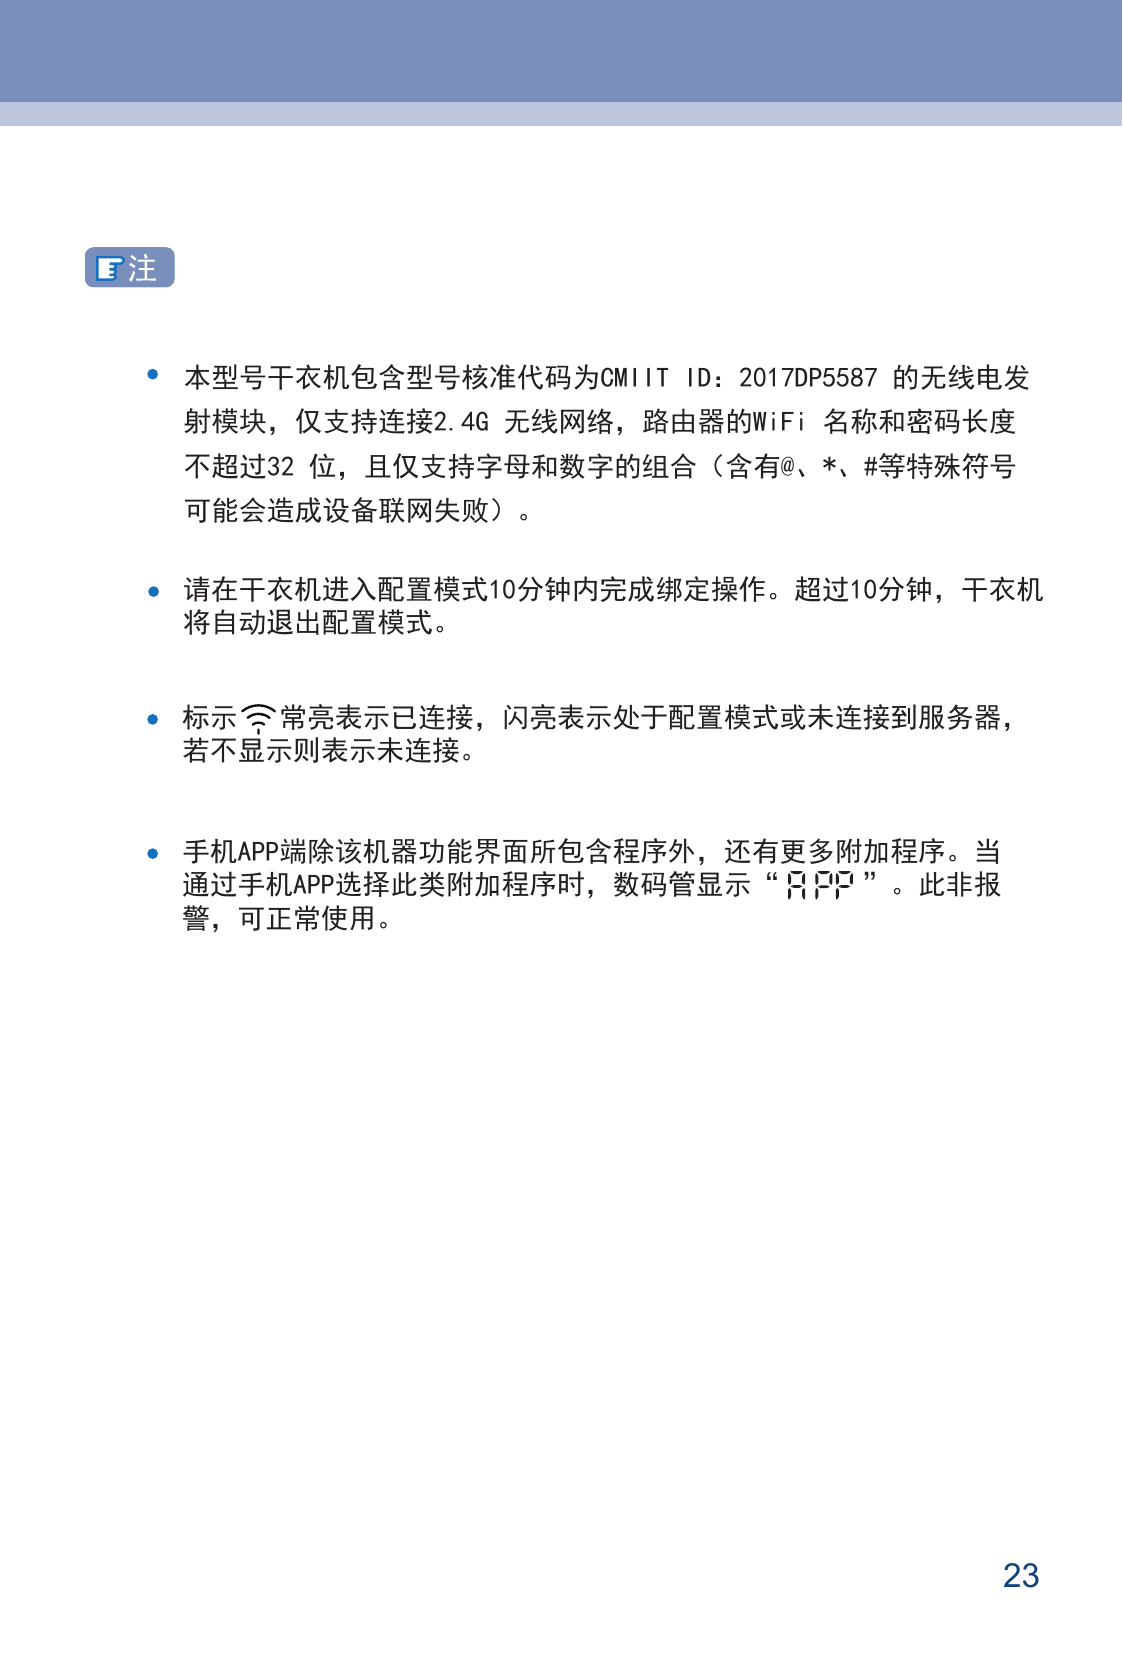 注
本型号干衣机包含型号核准代码为CMIIT ID：2017DP5587 的无线电发
射模块，仅支持连接2.4G 无线网络，路由器的WiFi 名称和密码长度
不超过32 位，且仅支持字母和数字的组合（含有@、*、#等特殊符号
可能会造成设备联网失败）。
请在干衣机进入配置模式10分钟内完成绑定操作。超过10分钟，干衣机
将自动退出配置模式。
标示 常亮表示已连接，闪亮表示处于配置模式或未连接到服务器，
若不显示则表示未连接。
手机APP端除该机器功能界面所包含程序外，还有更多附加程序。当
通过手机APP选择此类附加程序时，数码管显示“APP”。此非报
警，可正常使用。
23